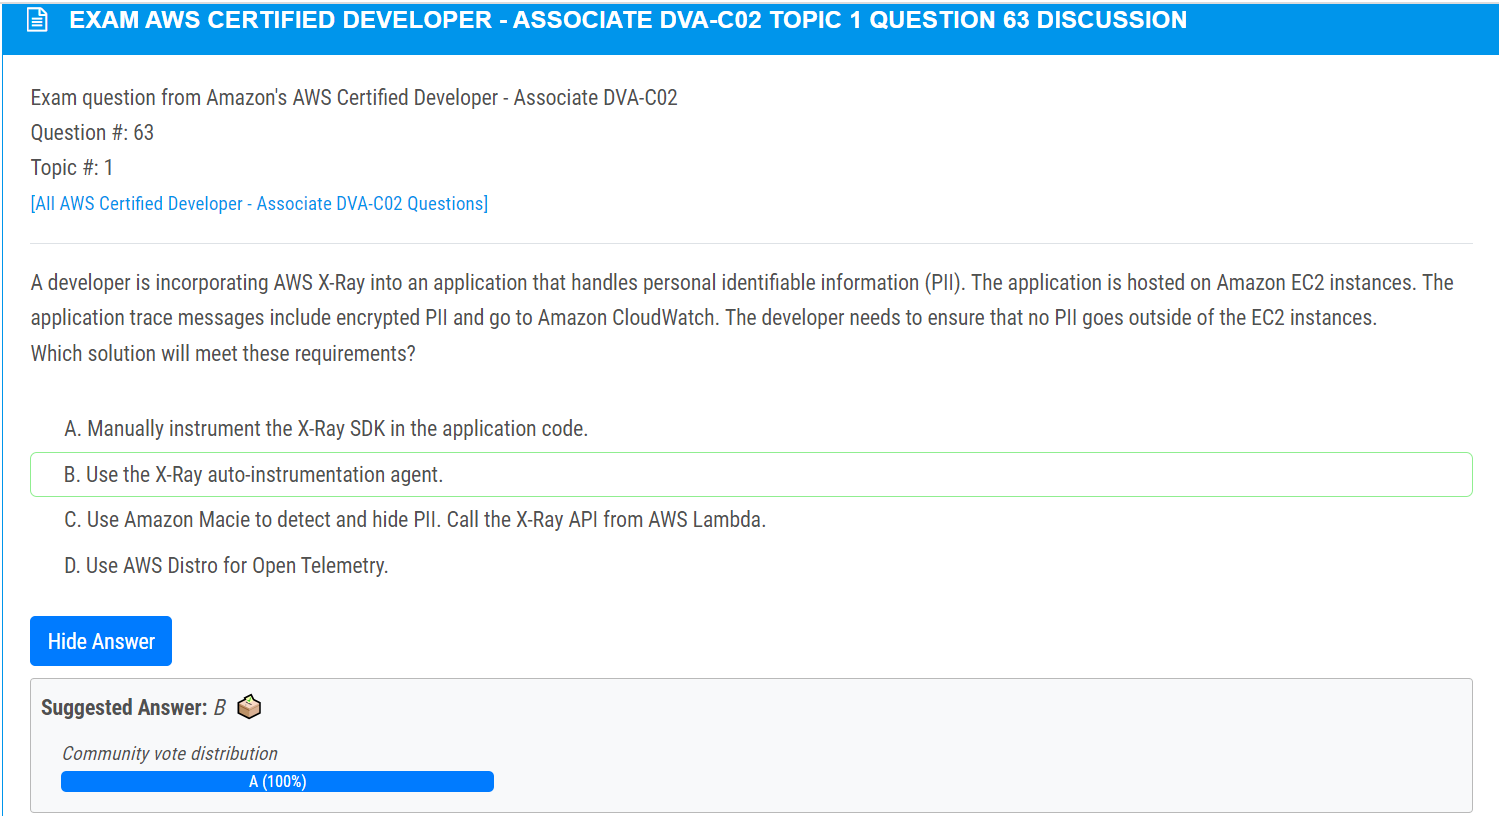 EXAM AWS CERTIFIED DEVELOPER - ASSOCIATE DVA-C02 TOPIC 1 QUESTION 63 DISCUSSION
Exam question from Amazon's AWS Certified Developer - Associate DVA-C02
Question #: 63
Topic #: 1
[All AWS Certified Developer - Associate DVA-C02 Questions]
A developer is incorporating AWS X-Ray into an application that handles personal identifiable information (PII). The application is hosted on Amazon EC2 instances. The
application trace messages include encrypted PII and go to Amazon CloudWatch. The developer needs to ensure that no PII goes outside of the EC2 instances.
Which solution will meet these requirements?
A. Manually instrument the X-Ray SDK in the application code.
B. Use the X-Ray auto-instrumentation agent.
C. Use Amazon Macie to detect and hide PII. Call the X-Ray API from AWS Lambda.
D. Use AWS Distro for Open Telemetry.
Hide Answer
Suggested Answer: B
Community vote distribution
A (100%)